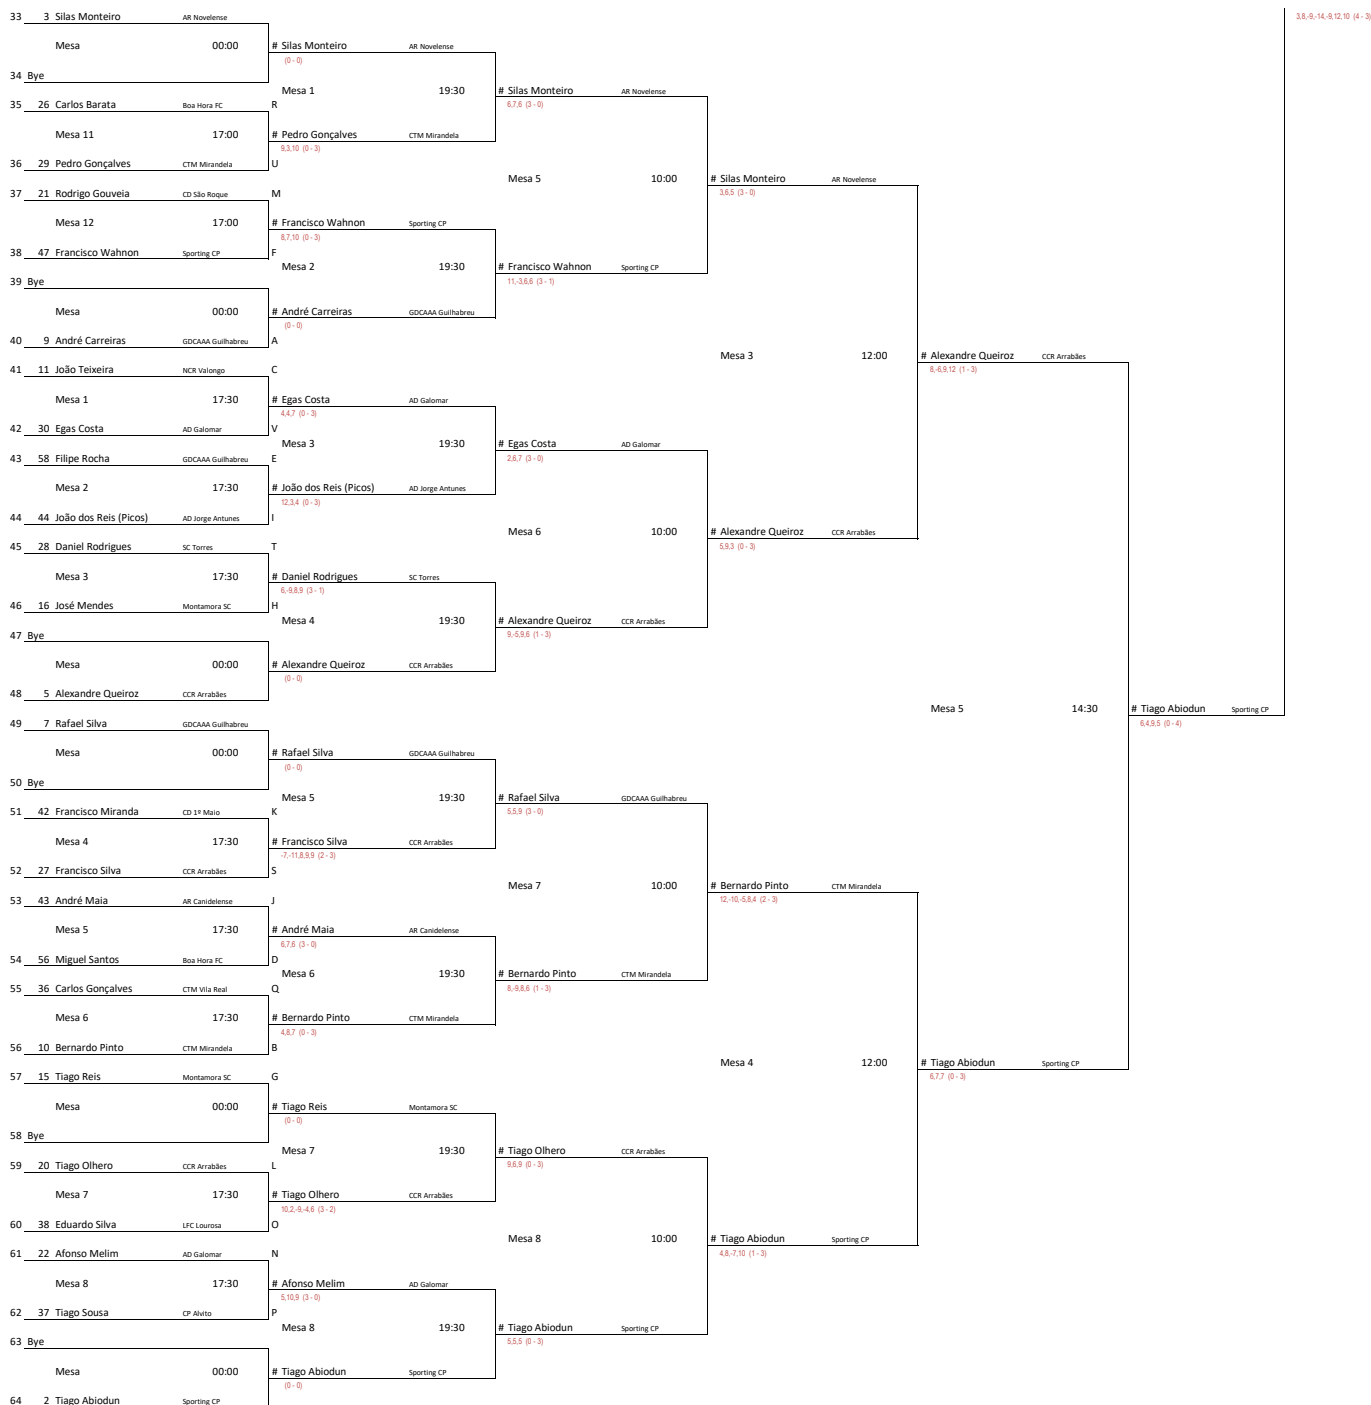 33 3 Silas Monteiro AR Novelense
3,8,-9,-14,-9,12,10 (4 - 3)
Mesa 00:00 # Silas Monteiro AR Novelense
(0 - 0)
34 Bye
Mesa 1 19:30 # Silas Monteiro AR Novelense
35 26 Carlos Barata Boa Hora FC R
6,7,6 (3 - 0)
Mesa 11 17:00 # Pedro Gonçalves CTM Mirandela
9,3,10 (0 - 3)
36 29 Pedro Gonçalves CTM Mirandela U
Mesa 5 10:00 # Silas Monteiro AR Novelense
3,6,5 (3 - 0)
37 21 Rodrigo Gouveia CD São Roque M
Mesa 12 17:00 # Francisco Wahnon Sporting CP
8,7,10 (0 - 3)
38 47 Francisco Wahnon Sporting CP F
Mesa 2 19:30 # Francisco Wahnon Sporting CP
11,-3,6,6 (3 - 1)
39 Bye
Mesa 00:00 # André Carreiras GDCAAA Guilhabreu
(0 - 0)
40 9 André Carreiras GDCAAA Guilhabreu A
Mesa 3 12:00 # Alexandre Queiroz CCR Arrabães
8,-6,9,12 (1 - 3)
41 11 João Teixeira NCR Valongo C
Mesa 1 17:30 # Egas Costa AD Galomar
4,4,7 (0 - 3)
42 30 Egas Costa AD Galomar V
Mesa 3 19:30 # Egas Costa AD Galomar
2,6,7 (3 - 0)
43 58 Filipe Rocha GDCAAA Guilhabreu E
Mesa 2 17:30 # João dos Reis (Picos) AD Jorge Antunes
12,3,4 (0 - 3)
44 44 João dos Reis (Picos) AD Jorge Antunes I
Mesa 6 10:00 # Alexandre Queiroz CCR Arrabães
5,9,3 (0 - 3)
45 28 Daniel Rodrigues SC Torres T
Mesa 3 17:30 # Daniel Rodrigues SC Torres
6,-9,8,9 (3 - 1)
46 16 José Mendes Montamora SC H
Mesa 4 19:30 # Alexandre Queiroz CCR Arrabães
9,-5,9,6 (1 - 3)
47 Bye
Mesa 00:00 # Alexandre Queiroz CCR Arrabães
(0 - 0)
48 5 Alexandre Queiroz CCR Arrabães
Mesa 5 14:30 # Tiago Abiodun Sporting CP
6,4,9,5 (0 - 4)
49 7 Rafael Silva GDCAAA Guilhabreu
Mesa 00:00 # Rafael Silva GDCAAA Guilhabreu
(0 - 0)
50 Bye
Mesa 5 19:30 # Rafael Silva GDCAAA Guilhabreu
5,5,9 (3 - 0)
51 42 Francisco Miranda CD 1º Maio K
Mesa 4 17:30 # Francisco Silva CCR Arrabães
-7,-11,8,9,9 (2 - 3)
52 27 Francisco Silva CCR Arrabães S
Mesa 7 10:00 # Bernardo Pinto CTM Mirandela
12,-10,-5,8,4 (2 - 3)
53 43 André Maia AR Canidelense J
Mesa 5 17:30 # André Maia AR Canidelense
6,7,6 (3 - 0)
54 56 Miguel Santos Boa Hora FC D
Mesa 6 19:30 # Bernardo Pinto CTM Mirandela
8,-9,8,6 (1 - 3)
55 36 Carlos Gonçalves CTM Vila Real Q
Mesa 6 17:30 # Bernardo Pinto CTM Mirandela
4,8,7 (0 - 3)
56 10 Bernardo Pinto CTM Mirandela B
Mesa 4 12:00 # Tiago Abiodun Sporting CP
6,7,7 (0 - 3)
57 15 Tiago Reis Montamora SC G
Mesa 00:00 # Tiago Reis Montamora SC
(0 - 0)
58 Bye
Mesa 7 19:30 # Tiago Olhero CCR Arrabães
9,6,9 (0 - 3)
59 20 Tiago Olhero CCR Arrabães L
Mesa 7 17:30 # Tiago Olhero CCR Arrabães
10,2,-9,-4,6 (3 - 2)
60 38 Eduardo Silva LFC Lourosa O
Mesa 8 10:00 # Tiago Abiodun Sporting CP
4,8,-7,10 (1 - 3)
61 22 Afonso Melim AD Galomar N
Mesa 8 17:30 # Afonso Melim AD Galomar
5,10,9 (3 - 0)
62 37 Tiago Sousa CP Alvito P
Mesa 8 19:30 # Tiago Abiodun Sporting CP
5,5,5 (0 - 3)
63 Bye
Mesa 00:00 # Tiago Abiodun Sporting CP
(0 - 0)
64 2 Tiago Abiodun Sporting CP